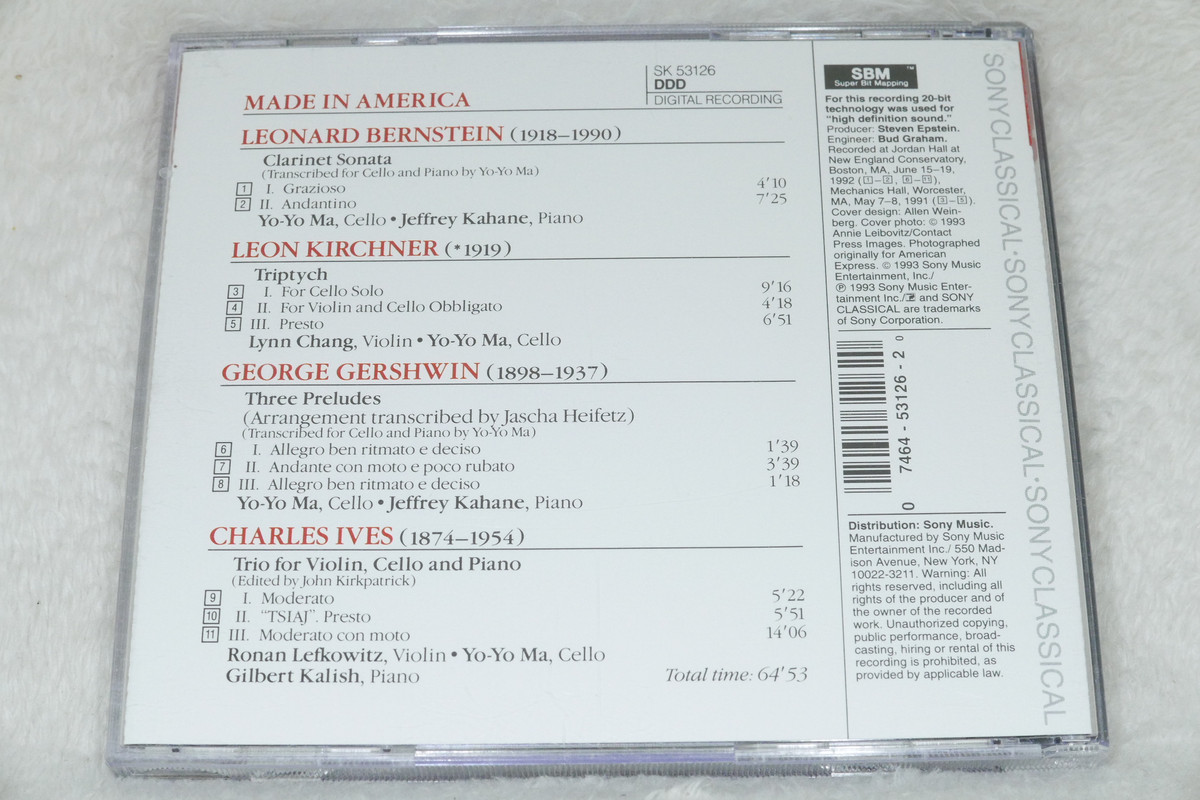 SK 53126
DDD
DIGITAL RECORDING
MADE IN AMERICA
LEONARD BERNSTEIN (1918–1990)
Clarinet Sonata
(Transcribed for Cello and Piano by Yo-Yo Ma)
1 I. Grazioso 4'10
2 II. Andantino 7'25
Yo-Yo Ma, Cello • Jeffrey Kahane, Piano
LEON KIRCHNER (*1919)
Triptych
3 I. For Cello Solo 9'16
4 II. For Violin and Cello Obbligato 4'18
5 III. Presto 6'51
Lynn Chang, Violin • Yo-Yo Ma, Cello
GEORGE GERSHWIN (1898–1937)
Three Preludes
(Arrangement transcribed by Jascha Heifetz)
(Transcribed for Cello and Piano by Yo-Yo Ma)
6 I. Allegro ben ritmato e deciso 1'39
7 II. Andante con moto e poco rubato 3'39
8 III. Allegro ben ritmato e deciso 1'18
Yo-Yo Ma, Cello • Jeffrey Kahane, Piano
CHARLES IVES (1874–1954)
Trio for Violin, Cello and Piano
(Edited by John Kirkpatrick)
9 I. Moderato 5'22
10 II. “TSIAJ”. Presto 5'51
11 III. Moderato con moto 14'06
Ronan Lefkowitz, Violin • Yo-Yo Ma, Cello
Gilbert Kalish, Piano
Total time: 64'53
SBM™
Super Bit Mapping
For this recording 20-bit
technology was used for
“high definition sound.”
Producer: Steven Epstein.
Engineer: Bud Graham.
Recorded at Jordan Hall at
New England Conservatory,
Boston, MA, June 15–19,
1992 (1–2, 6–11),
Mechanics Hall, Worcester,
MA, May 7–8, 1991 (3–5).
Cover design: Allen Wein-
berg. Cover photo: © 1993
Annie Leibovitz/Contact
Press Images. Photographed
originally for American
Express. © 1993 Sony Music
Entertainment, Inc./
℗ 1993 Sony Music Enter-
tainment Inc./ and SONY
CLASSICAL are trademarks
of Sony Corporation.
0 7464-53126-2 0
Distribution: Sony Music.
Manufactured by Sony Music
Entertainment Inc./ 550 Mad-
ison Avenue, New York, NY
10022-3211. Warning: All
rights reserved, including all
rights of the producer and of
the owner of the recorded
work. Unauthorized copying,
public performance, broad-
casting, hiring or rental of this
recording is prohibited, as
provided by applicable law.
SONYCLASSICAL·SONYCLASSICAL·SONYCLASSICAL